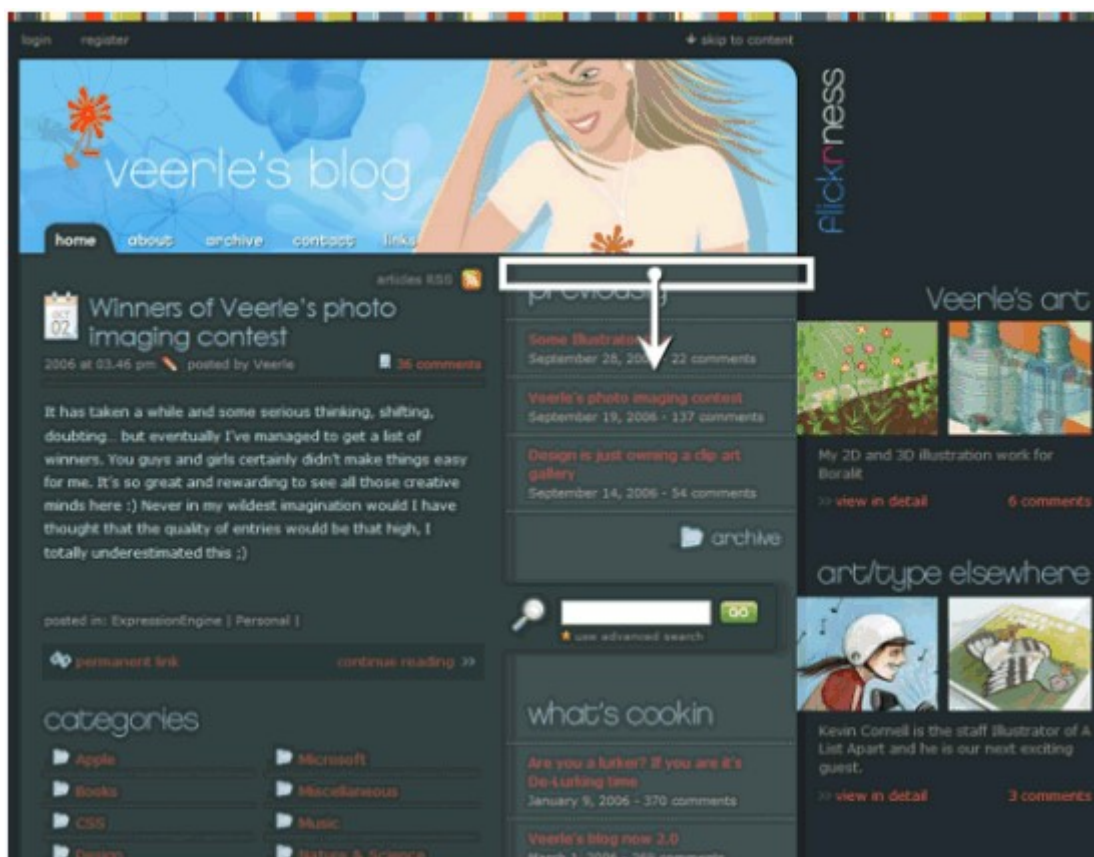 login register
skip to content
veerle's blog
home about archive contact links
articles RSS
oct
02
Winners of Veerle's photo
imaging contest
2006 at 03.46 pm posted by Veerle
36 comments
It has taken a while and some serious thinking, shifting,
doubting... but eventually I've managed to get a list of
winners. You guys and girls certainly didn't make things easy
for me. It's so great and rewarding to see all those creative
minds here :) Never in my wildest imagination would I have
thought that the quality of entries would be that high, I
totally underestimated this ;)
posted in: ExpressionEngine | Personal |
permanent link
continue reading >>
categories
Apple
Microsoft
Books
Miscellaneous
CSS
Music
Design
Nature & Science
previously
Some Illustrator
September 28, 22 comments
Veerle's photo imaging contest
September 19, 2006 - 137 comments
Design is just owning a clip art
gallery
September 14, 2006 - 54 comments
archive
GO
use advanced search
what's cookin
Are you a lurker? If you are it's
De-Lurking time
January 9, 2006 - 370 comments
Veerle's blog now 2.0
flickrness
Veerle's art
My 2D and 3D illustration work for
Boralit
>> view in detail
6 comments
art/type elsewhere
Kevin Cornell is the staff Illustrator of A
List Apart and he is our next exciting
guest.
>> view in detail
3 comments